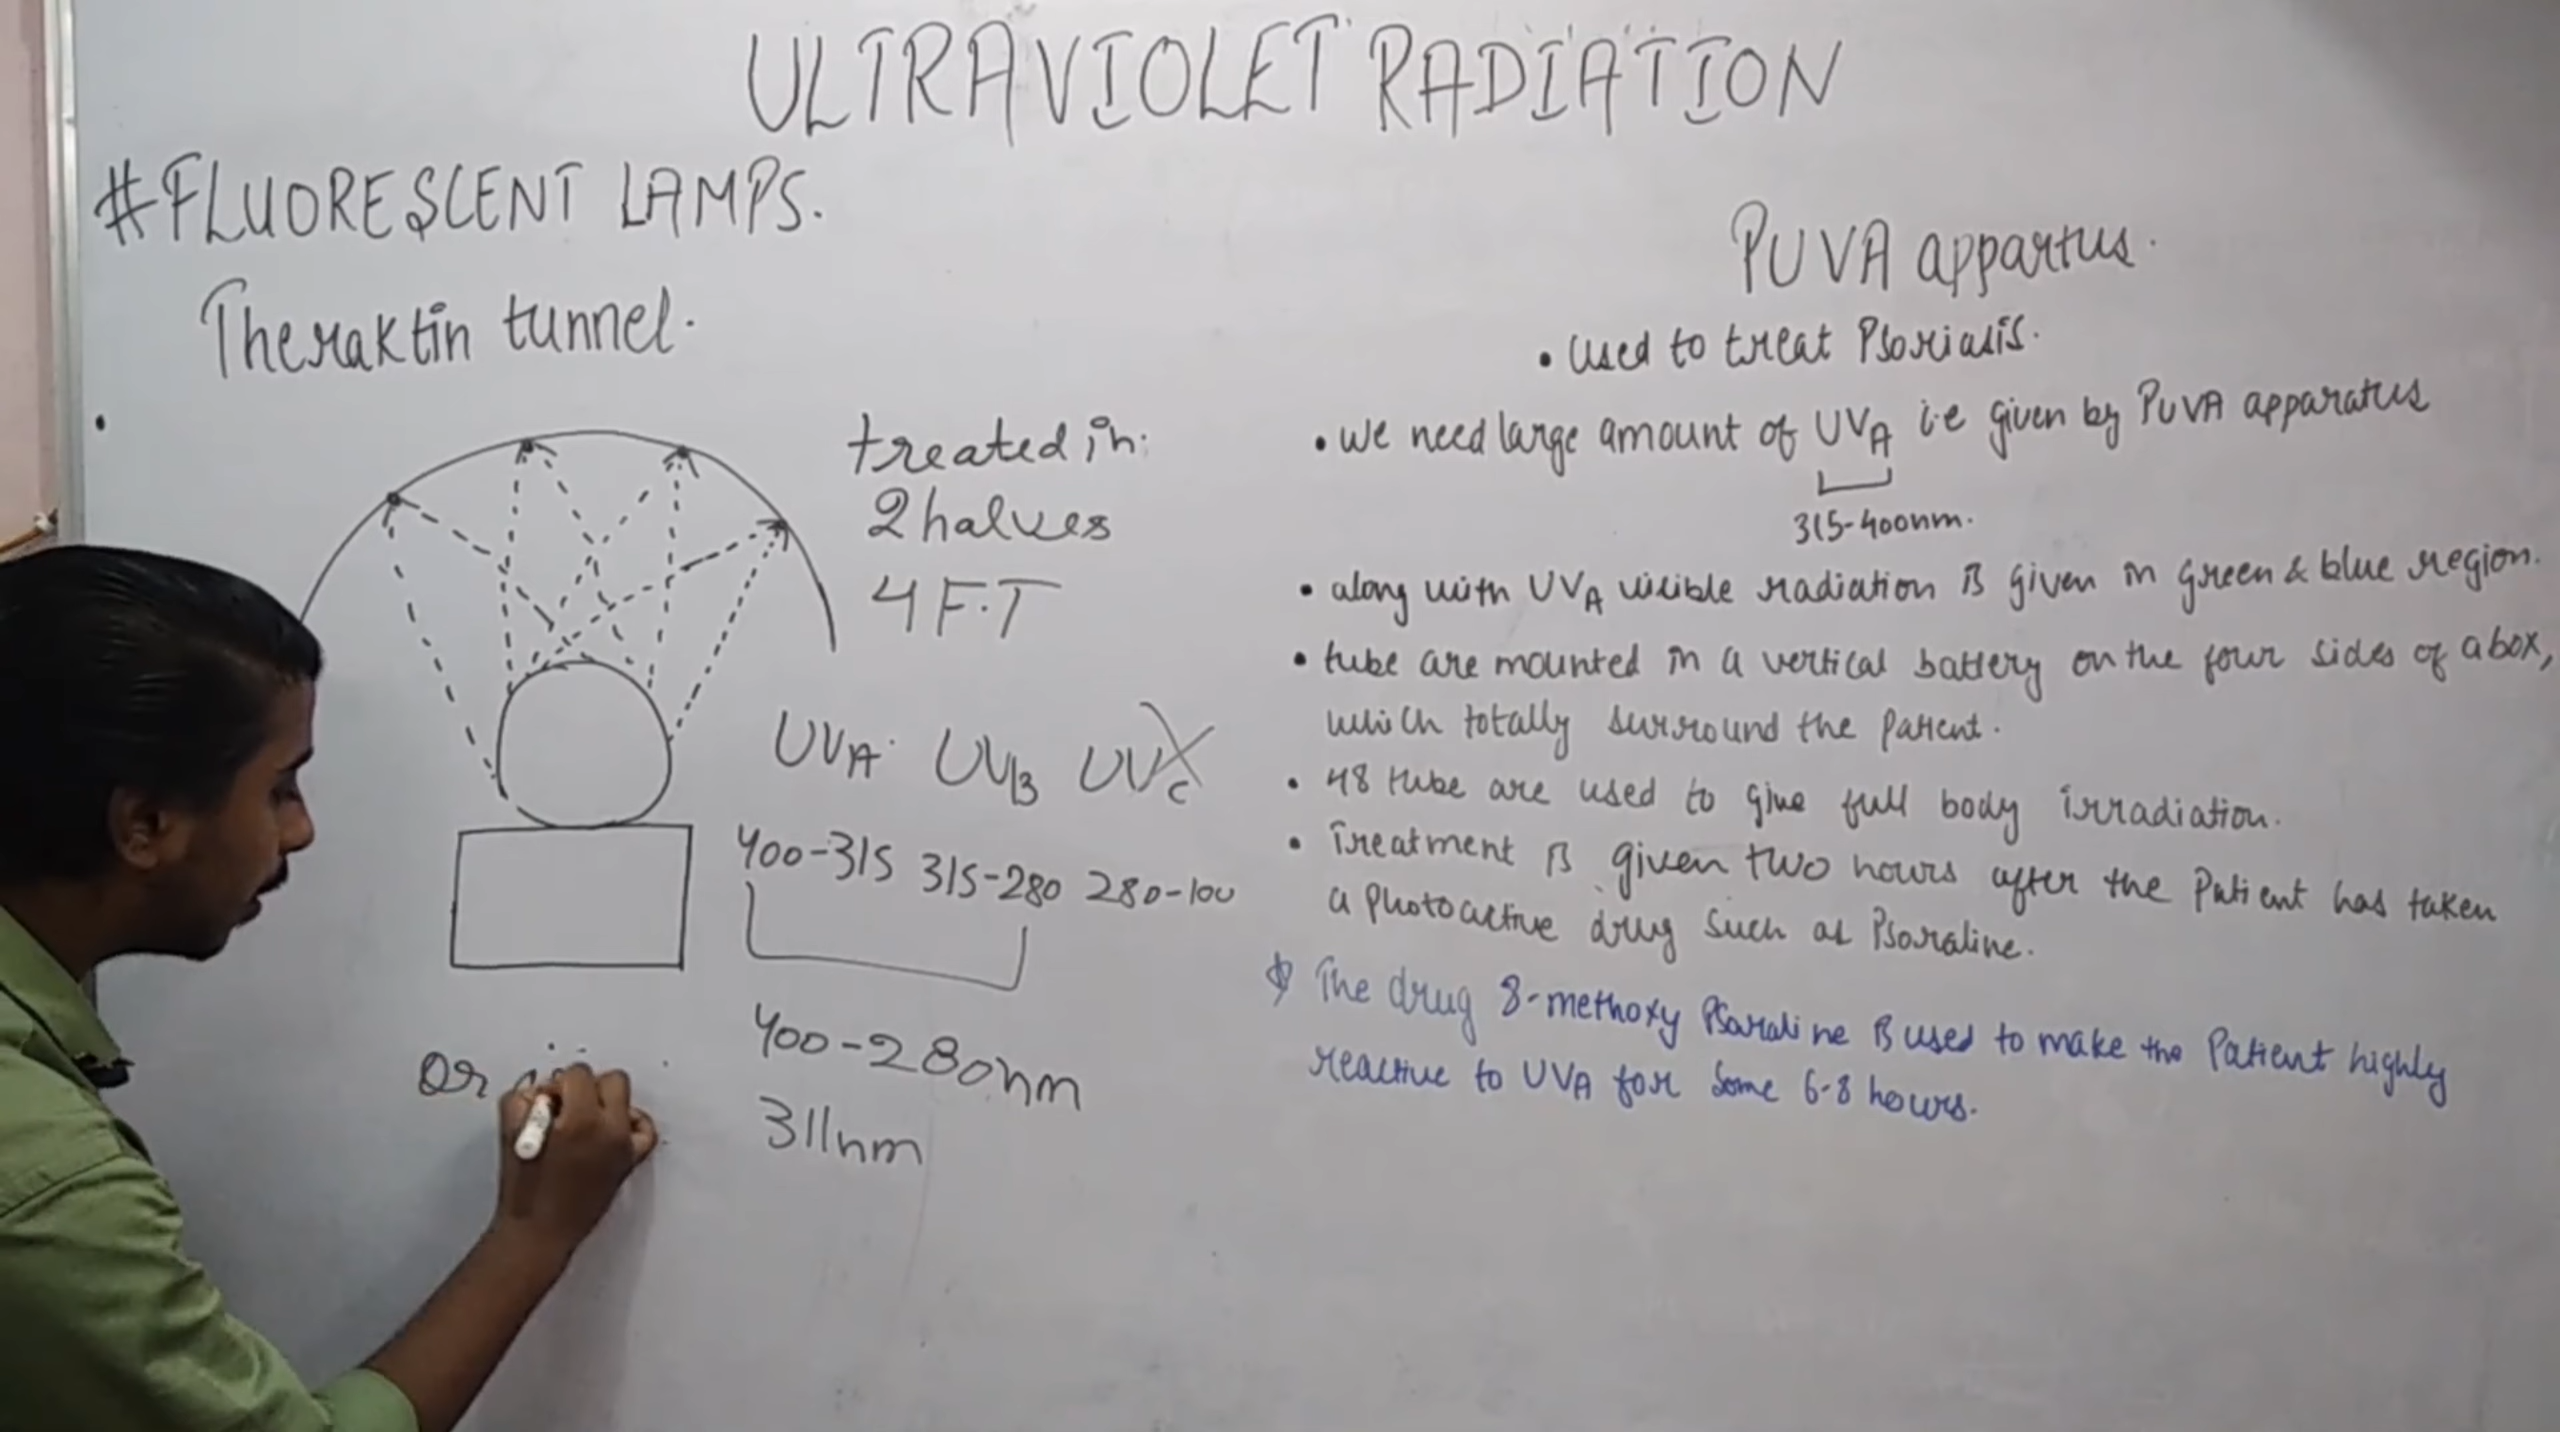 ULTRAVIOLET RADIATION
#FLUORESCENT LAMPS.
Theraktin tunnel.
treated in:
2 halves
4 F.T
UVA UVB UVC
400-315 315-280 280-100
400-280nm
311nm
or
PUVA appartus.
• used to treat Psoriasis.
• we need large amount of UVA i.e given by PUVA apparatus
315-400nm.
• along with UVA visible radiation is given in green & blue region.
• tube are mounted in a vertical battery on the four sides of a box,
which totally surround the patient.
• 48 tube are used to give full body irradiation.
• Treatment is given two hours after the Patient has taken
a photoactive drug such as Psoraline.
The drug 8-methoxy Psoraline is used to make the Patient highly
reactive to UVA for some 6-8 hours.